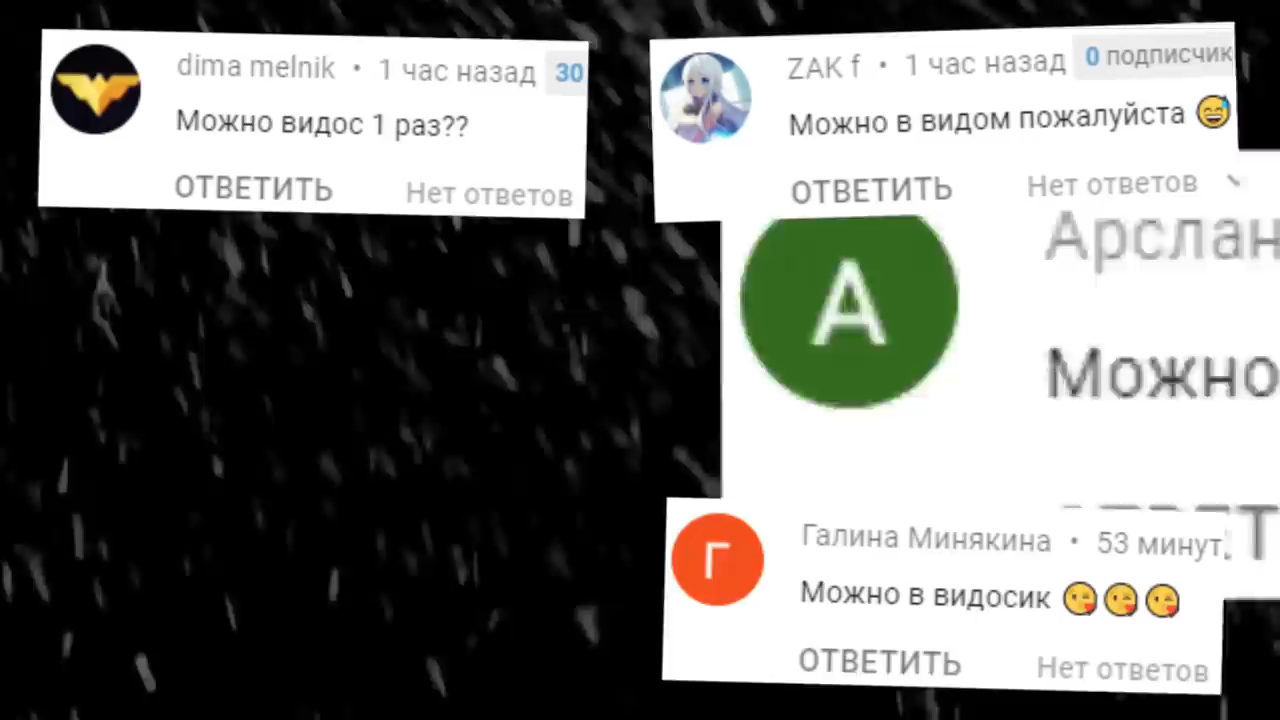 dima melnik • 1 час назад 30
Можно видос 1 раз??
ОТВЕТИТЬ Нет ответов
ZAK f • 1 час назад 0 подписчик
Можно в видом пожалуйста 😅
ОТВЕТИТЬ Нет ответов
Арслан
А
Можно
Галина Минякина • 53 минут
Г
Можно в видосик 😘😘😘
ОТВЕТИТЬ Нет ответов